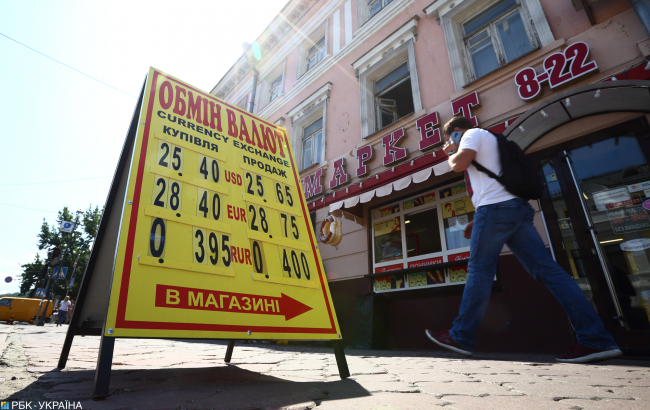 ОБМІН ВАЛЮТ
CURRENCY EXCHANGE
КУПІВЛЯ ПРОДАЖ
25. 40 USD 25. 65
28. 40 EUR 28. 75
0. 395 RUR 0. 400
В МАГАЗИНІ
МАРКЕТ 8-22
РБК - УКРАЇНА